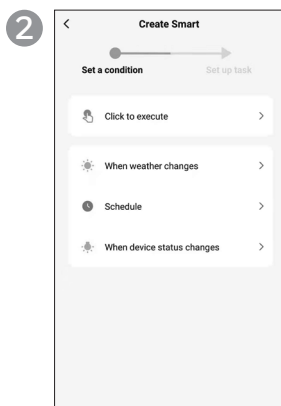 2
Create Smart
Set a condition Set up task
Click to execute
When weather changes
Schedule
When device status changes